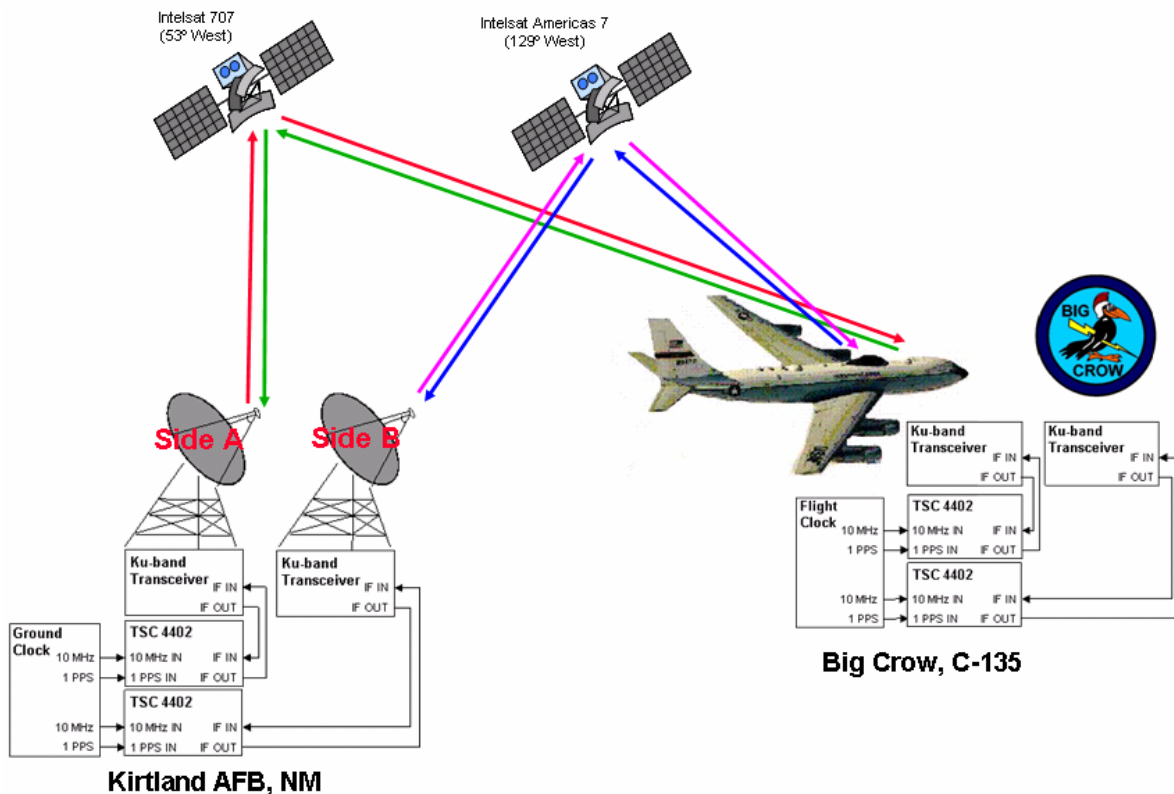 Intelsat 707
(53º West)
Intelsat Americas 7
(129º West)
BIG
CROW
Side A
Side B
Ku-band
Transceiver
IF IN
IF OUT
Ku-band
Transceiver
IF IN
IF OUT
Ground
Clock
10 MHz
1 PPS
10 MHz
1 PPS
TSC 4402
10 MHz IN
IF IN
1 PPS IN
IF OUT
TSC 4402
10 MHz IN
IF IN
1 PPS IN
IF OUT
Kirtland AFB, NM
Ku-band
Transceiver
IF IN
IF OUT
Ku-band
Transceiver
IF IN
IF OUT
Flight
Clock
10 MHz
1 PPS
10 MHz
1 PPS
TSC 4402
10 MHz IN
IF IN
1 PPS IN
IF OUT
TSC 4402
10 MHz IN
IF IN
1 PPS IN
IF OUT
Big Crow, C-135